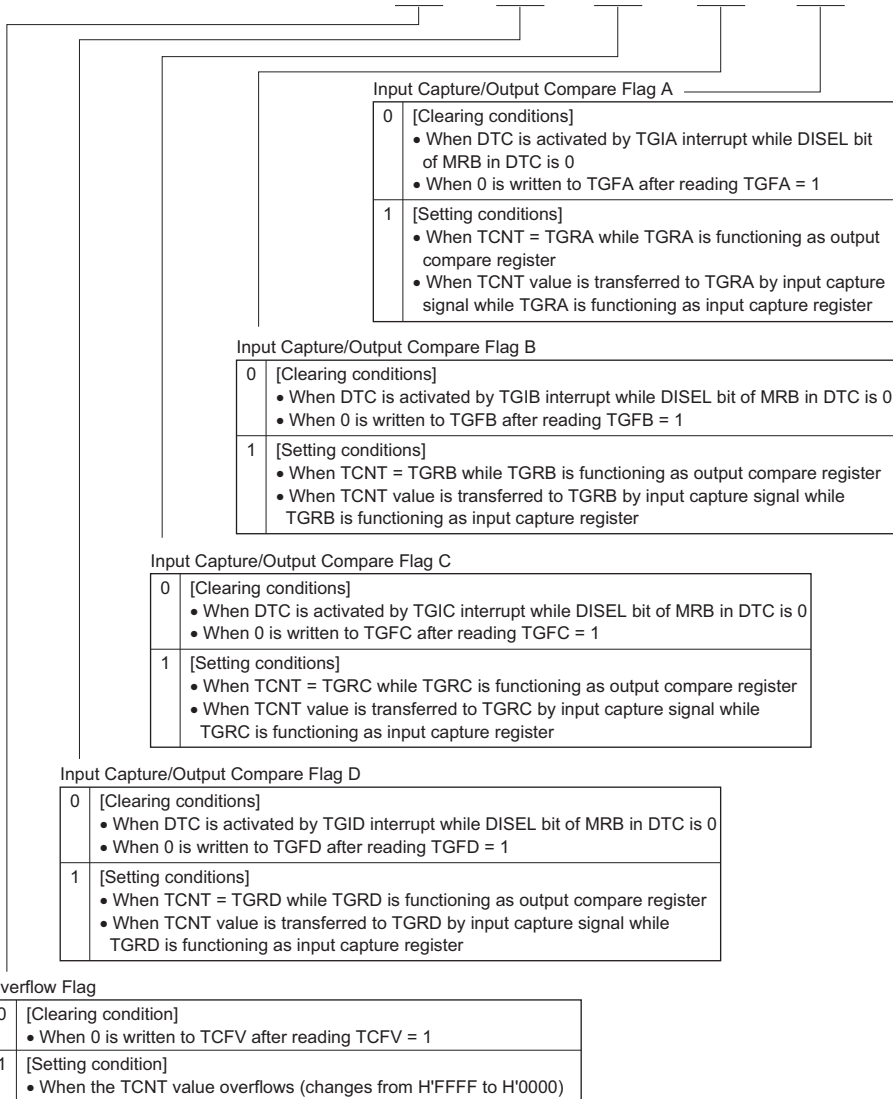 Input Capture/Output Compare Flag A
0 [Clearing conditions]
• When DTC is activated by TGIA interrupt while DISEL bit
of MRB in DTC is 0
• When 0 is written to TGFA after reading TGFA = 1
1 [Setting conditions]
• When TCNT = TGRA while TGRA is functioning as output
compare register
• When TCNT value is transferred to TGRA by input capture
signal while TGRA is functioning as input capture register
Input Capture/Output Compare Flag B
0 [Clearing conditions]
• When DTC is activated by TGIB interrupt while DISEL bit of MRB in DTC is 0
• When 0 is written to TGFB after reading TGFB = 1
1 [Setting conditions]
• When TCNT = TGRB while TGRB is functioning as output compare register
• When TCNT value is transferred to TGRB by input capture signal while
TGRB is functioning as input capture register
Input Capture/Output Compare Flag C
0 [Clearing conditions]
• When DTC is activated by TGIC interrupt while DISEL bit of MRB in DTC is 0
• When 0 is written to TGFC after reading TGFC = 1
1 [Setting conditions]
• When TCNT = TGRC while TGRC is functioning as output compare register
• When TCNT value is transferred to TGRC by input capture signal while
TGRC is functioning as input capture register
Input Capture/Output Compare Flag D
0 [Clearing conditions]
• When DTC is activated by TGID interrupt while DISEL bit of MRB in DTC is 0
• When 0 is written to TGFD after reading TGFD = 1
1 [Setting conditions]
• When TCNT = TGRD while TGRD is functioning as output compare register
• When TCNT value is transferred to TGRD by input capture signal while
TGRD is functioning as input capture register
verflow Flag
0 [Clearing condition]
• When 0 is written to TCFV after reading TCFV = 1
1 [Setting condition]
• When the TCNT value overflows (changes from H'FFFF to H'0000)